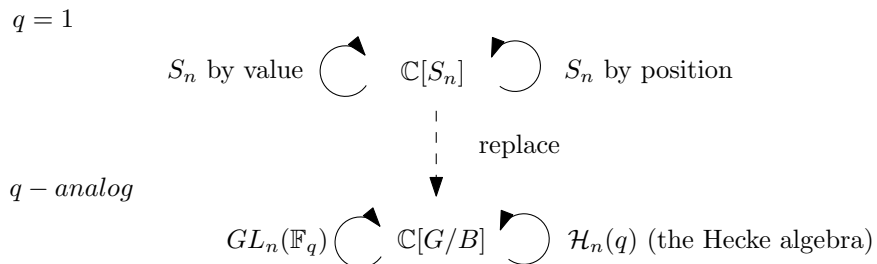 q = 1
S_n by value ℂ[S_n] S_n by position
replace
q − analog
GL_n(𝔽_q) ℂ[G/B] ℋ_n(q) (the Hecke algebra)